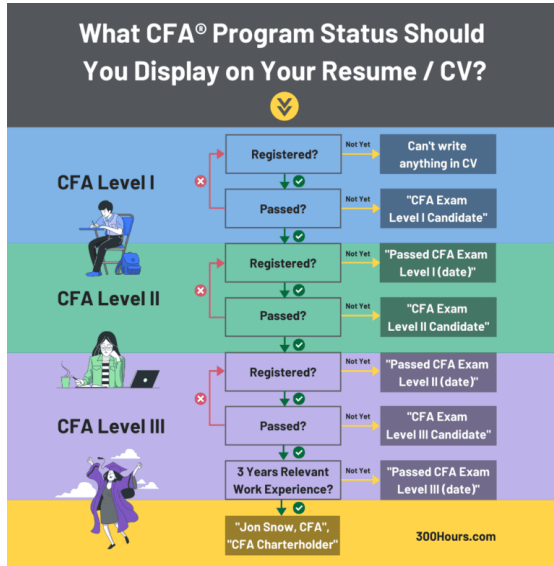 What CFA® Program Status Should
You Display on Your Resume / CV?
CFA Level I
Registered?
Not Yet
Can't write
anything in CV
Passed?
Not Yet
"CFA Exam
Level I Candidate"
CFA Level II
Registered?
Not Yet
"Passed CFA Exam
Level I (date)"
Passed?
Not Yet
"CFA Exam
Level II Candidate"
CFA Level III
Registered?
Not Yet
"Passed CFA Exam
Level II (date)"
Passed?
Not Yet
"CFA Exam
Level III Candidate"
3 Years Relevant
Work Experience?
Not Yet
"Passed CFA Exam
Level III (date)"
"Jon Snow, CFA",
"CFA Charterholder"
300Hours.com